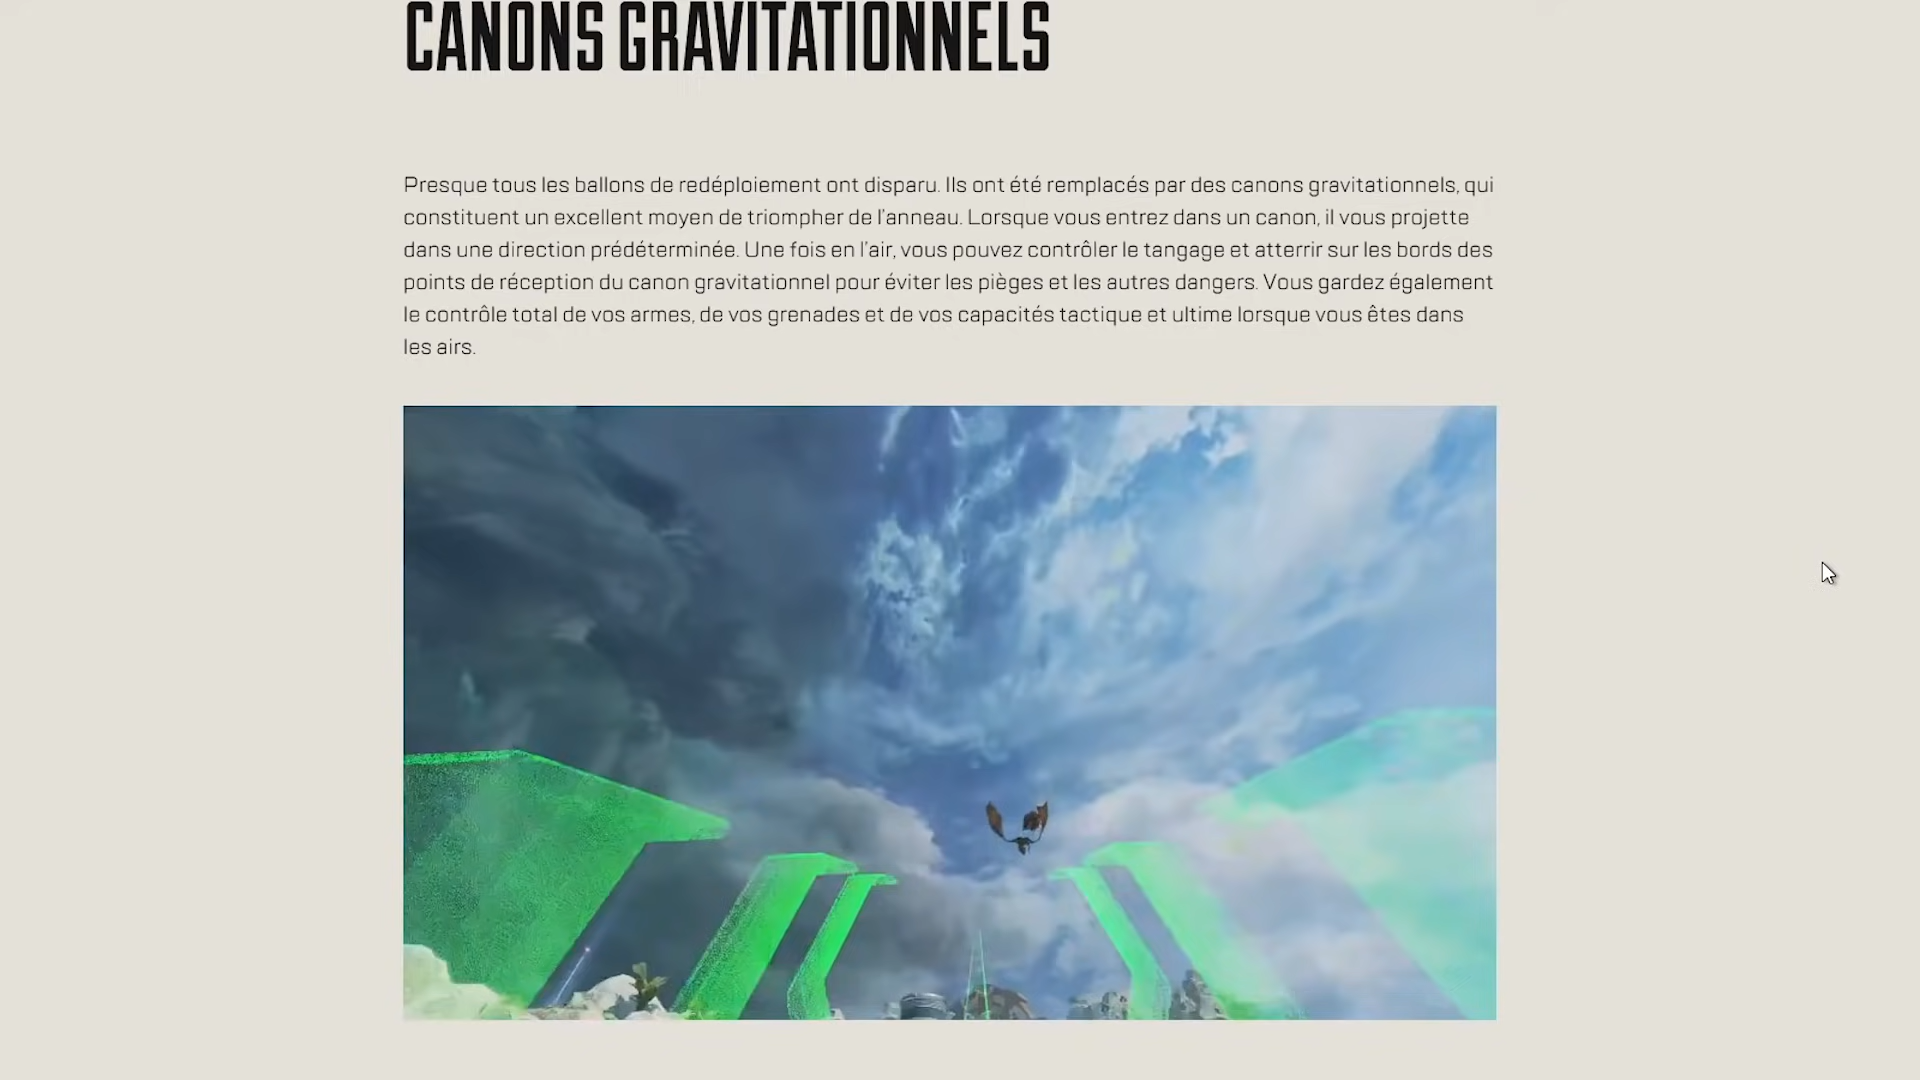 CANONS GRAVITATIONNELS
Presque tous les ballons de redéploiement ont disparu. Ils ont été remplacés par des canons gravitationnels, qui
constituent un excellent moyen de triompher de l'anneau. Lorsque vous entrez dans un canon, il vous projette
dans une direction prédéterminée. Une fois en l'air, vous pouvez contrôler le tangage et atterrir sur les bords des
points de réception du canon gravitationnel pour éviter les pièges et les autres dangers. Vous gardez également
le contrôle total de vos armes, de vos grenades et de vos capacités tactique et ultime lorsque vous êtes dans
les airs.